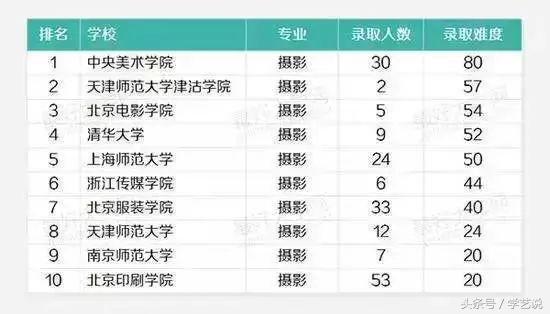 排名 学校 专业 录取人数 录取难度
1 中央美术学院 摄影 30 80
2 天津师范大学津沽学院 摄影 2 57
3 北京电影学院 摄影 5 54
4 清华大学 摄影 9 52
5 上海师范大学 摄影 24 50
6 浙江传媒学院 摄影 6 44
7 北京服装学院 摄影 33 40
8 天津师范大学 摄影 12 24
9 南京师范大学 摄影 7 20
10 北京印刷学院 摄影 53 20
头条号 / 学艺说